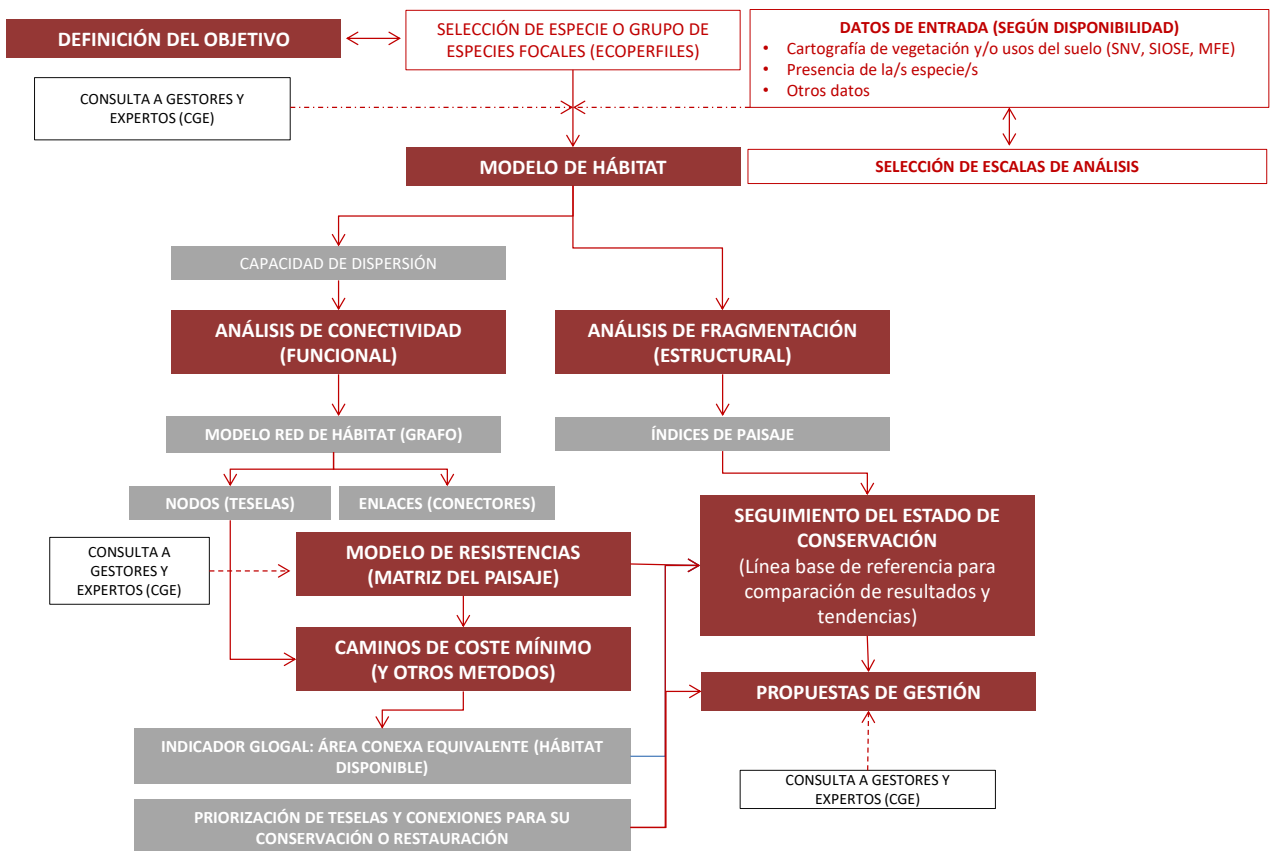 DEFINICIÓN DEL OBJETIVO
SELECCIÓN DE ESPECIE O GRUPO DE
ESPECIES FOCALES (ECOPERFILES)
DATOS DE ENTRADA (SEGÚN DISPONIBILIDAD)
• Cartografía de vegetación y/o usos del suelo (SNV, SIOSE, MFE)
• Presencia de la/s especie/s
• Otros datos
CONSULTA A GESTORES Y
EXPERTOS (CGE)
MODELO DE HÁBITAT
SELECCIÓN DE ESCALAS DE ANÁLISIS
CAPACIDAD DE DISPERSIÓN
ANÁLISIS DE CONECTIVIDAD
(FUNCIONAL)
ANÁLISIS DE FRAGMENTACIÓN
(ESTRUCTURAL)
MODELO RED DE HÁBITAT (GRAFO)
ÍNDICES DE PAISAJE
NODOS (TESELAS)
ENLACES (CONECTORES)
SEGUIMIENTO DEL ESTADO DE
CONSERVACIÓN
(Línea base de referencia para
comparación de resultados y
tendencias)
CONSULTA A
GESTORES Y
EXPERTOS (CGE)
MODELO DE RESISTENCIAS
(MATRIZ DEL PAISAJE)
CAMINOS DE COSTE MÍNIMO
(Y OTROS METODOS)
PROPUESTAS DE GESTIÓN
INDICADOR GLOGAL: ÁREA CONEXA EQUIVALENTE (HÁBITAT
DISPONIBLE)
CONSULTA A GESTORES Y
EXPERTOS (CGE)
PRIORIZACIÓN DE TESELAS Y CONEXIONES PARA SU
CONSERVACIÓN O RESTAURACIÓN